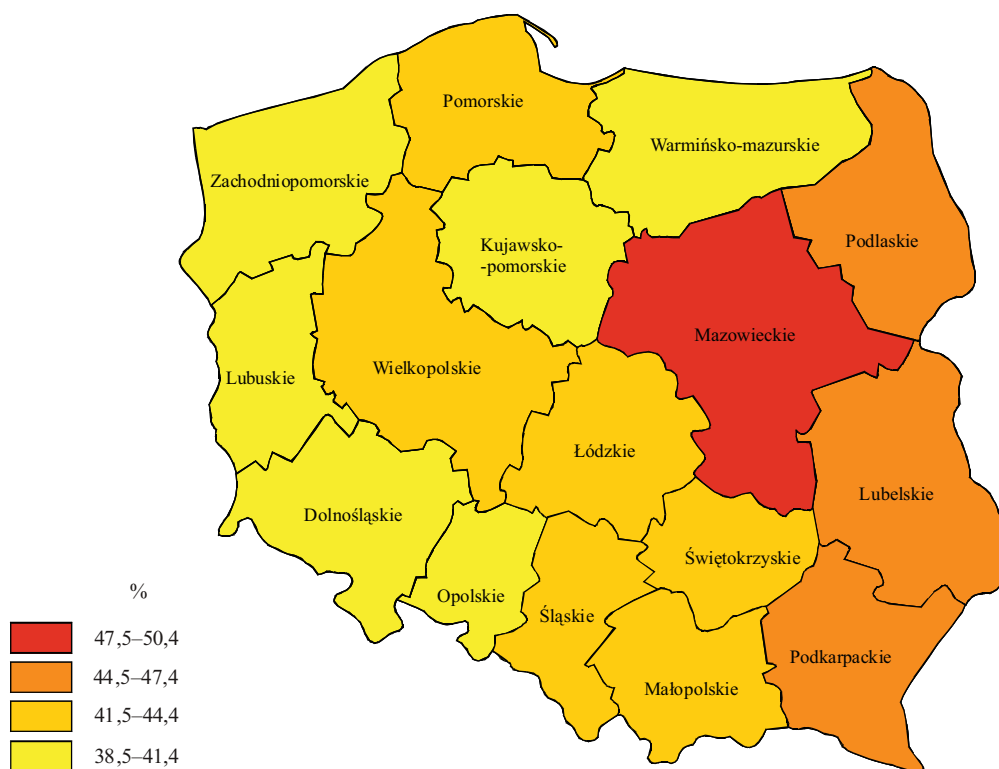 Pomorskie
Warmińsko-mazurskie
Zachodniopomorskie
Kujawsko-
-pomorskie
Podlaskie
Mazowieckie
Wielkopolskie
Lubuskie
Łódzkie
Lubelskie
Dolnośląskie
Świętokrzyskie
Opolskie
Śląskie
Podkarpackie
Małopolskie
%
47,5–50,4
44,5–47,4
41,5–44,4
38,5–41,4